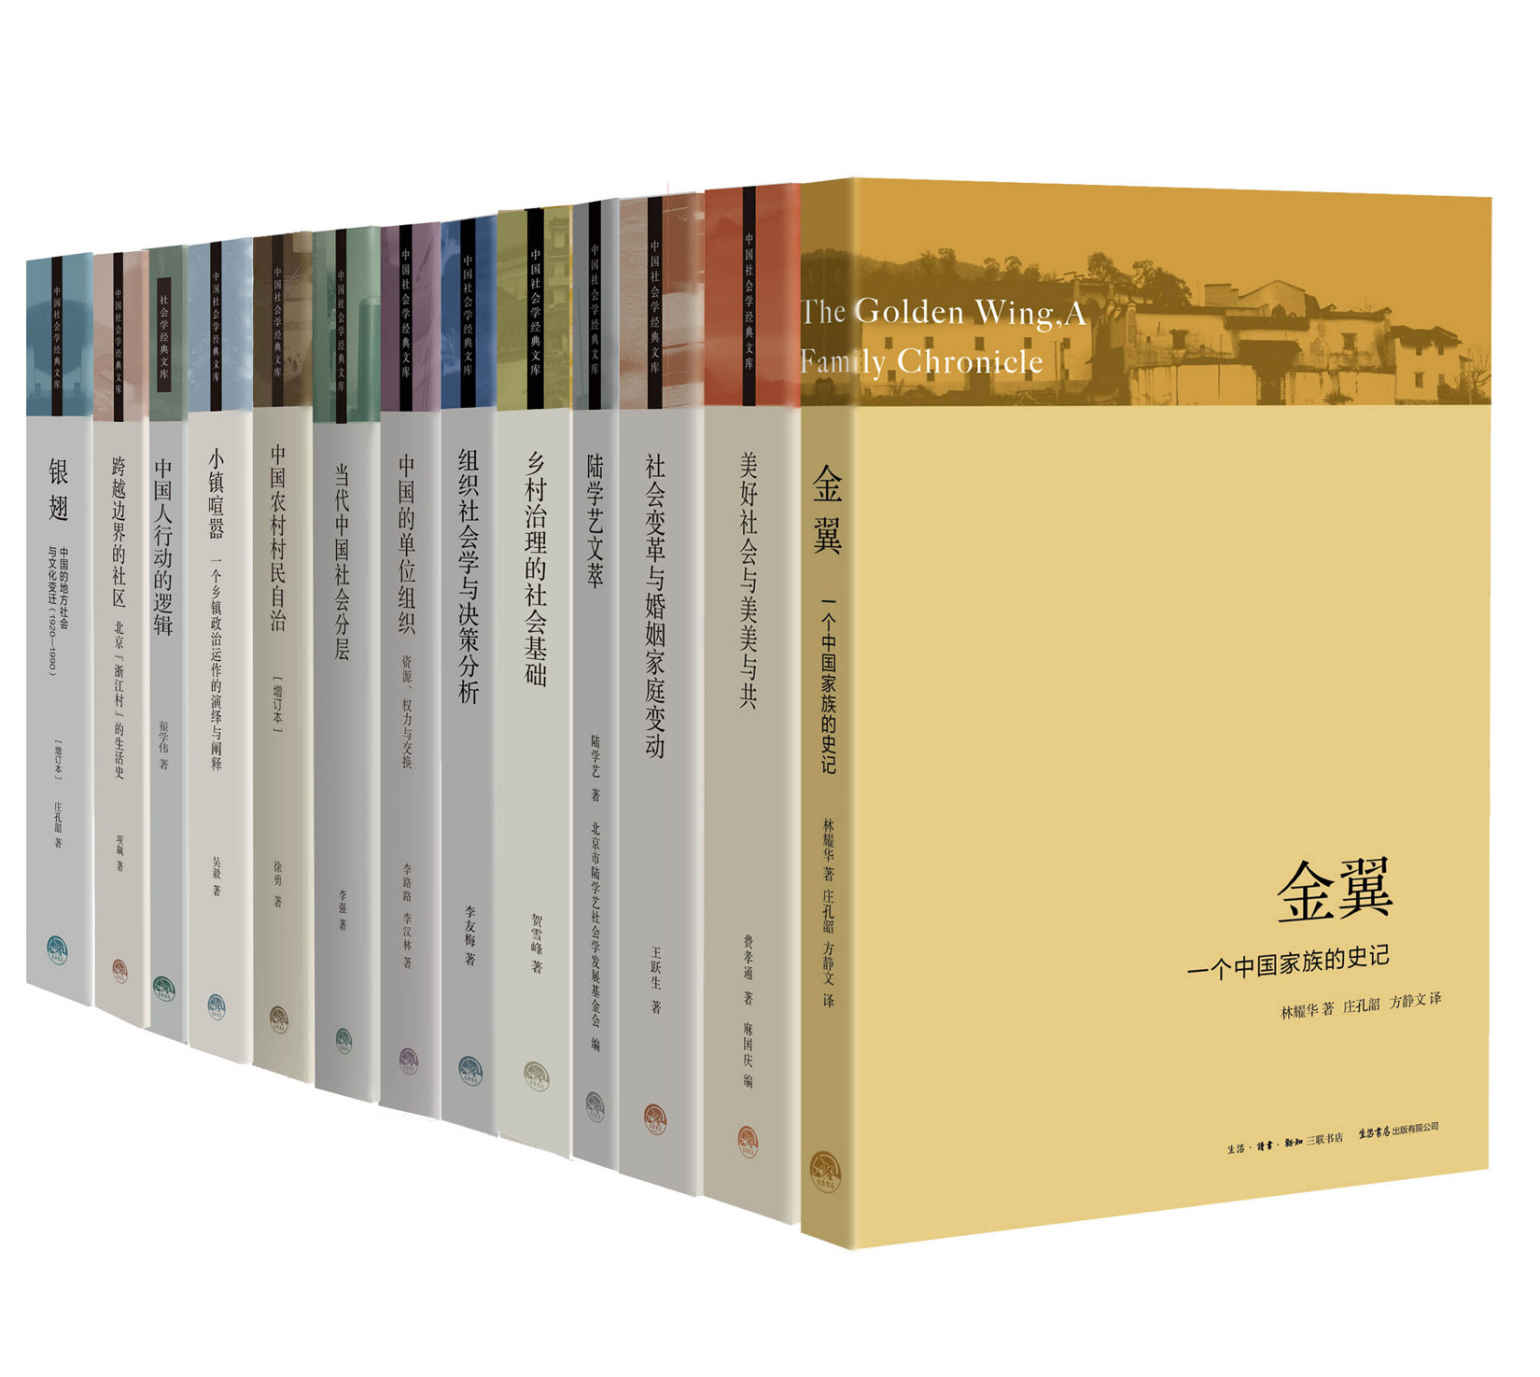 中国社会学经典文库
银翅
中国的地方社会
与文化变迁（1920—1990）
［增订本］
庄孔韶 著
中国社会学经典文库
跨越边界的社区
北京「浙江村」的生活史
项飚 著
社会学经典文库
中国人行动的逻辑
翟学伟 著
中国社会学经典文库
小镇喧嚣
一个乡镇政治运作的演绎与阐释
吴毅 著
中国社会学经典文库
中国农村村民自治
［增订本］
徐勇 著
中国社会学经典文库
当代中国社会分层
李强 著
中国社会学经典文库
中国的单位组织
资源、权力与交换
李路路 李汉林 著
中国社会学经典文库
组织社会学与决策分析
李友梅 著
中国社会学经典文库
乡村治理的社会基础
贺雪峰 著
中国社会学经典文库
陆学艺文萃
陆学艺 著
北京市陆学艺社会学发展基金会 编
中国社会学经典文库
社会变革与婚姻家庭变动
王跃生 著
中国社会学经典文库
美好社会与美美与共
费孝通 著
麻国庆 编
金翼
一个中国家族的史记
林耀华 著 庄孔韶 方静文 译
The Golden Wing,A
Family Chronicle
金翼
一个中国家族的史记
林耀华 著 庄孔韶 方静文 译
生活·读书·新知 三联书店 生活书店出版有限公司